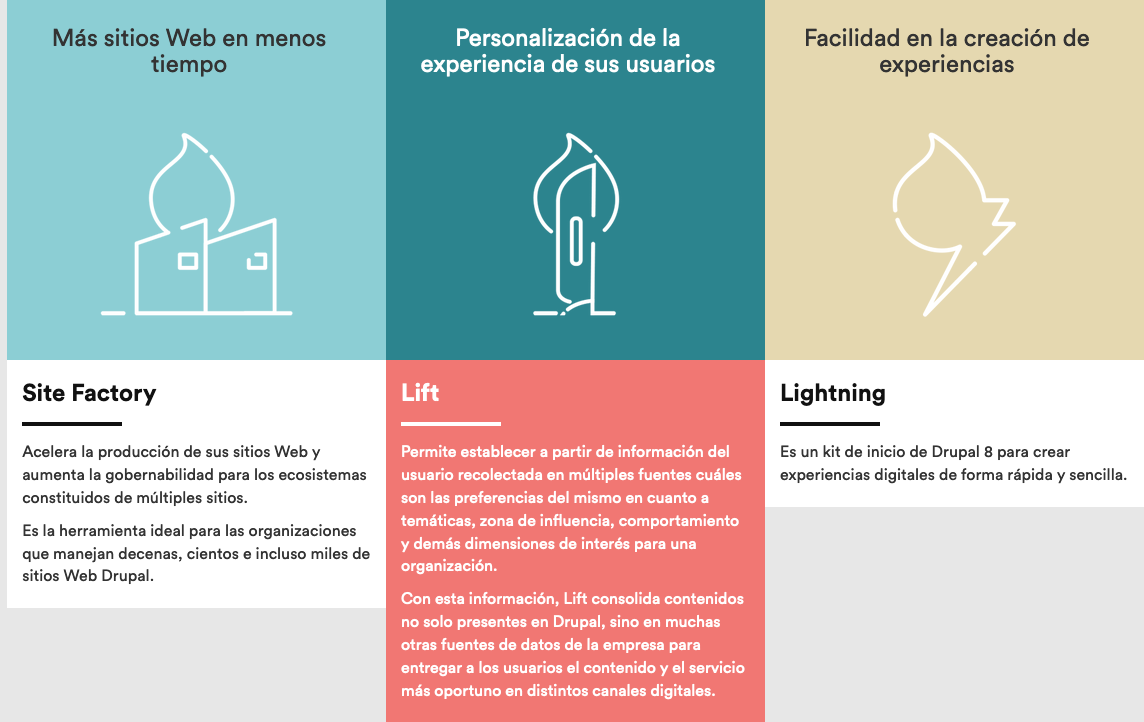 Más sitios Web en menos
tiempo
Site Factory
Acelera la producción de sus sitios Web y
aumenta la gobernabilidad para los ecosistemas
constituidos de múltiples sitios.
Es la herramienta ideal para las organizaciones
que manejan decenas, cientos e incluso miles de
sitios Web Drupal.
Personalización de la
experiencia de sus usuarios
Lift
Permite establecer a partir de información del
usuario recolectada en múltiples fuentes cuáles
son las preferencias del mismo en cuanto a
temáticas, zona de influencia, comportamiento
y demás dimensiones de interés para una
organización.
Con esta información, Lift consolida contenidos
no solo presentes en Drupal, sino en muchas
otras fuentes de datos de la empresa para
entregar a los usuarios el contenido y el servicio
más oportuno en distintos canales digitales.
Facilidad en la creación de
experiencias
Lightning
Es un kit de inicio de Drupal 8 para crear
experiencias digitales de forma rápida y sencilla.